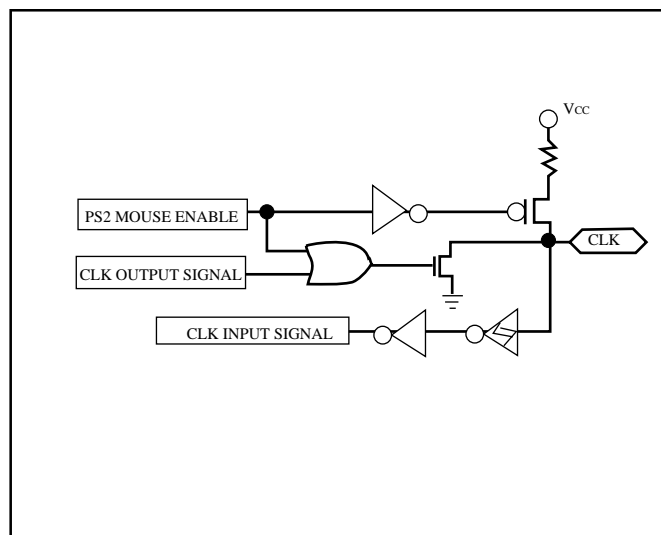 VCC
PS2 MOUSE ENABLE
CLK
CLK OUTPUT SIGNAL
CLK INPUT SIGNAL